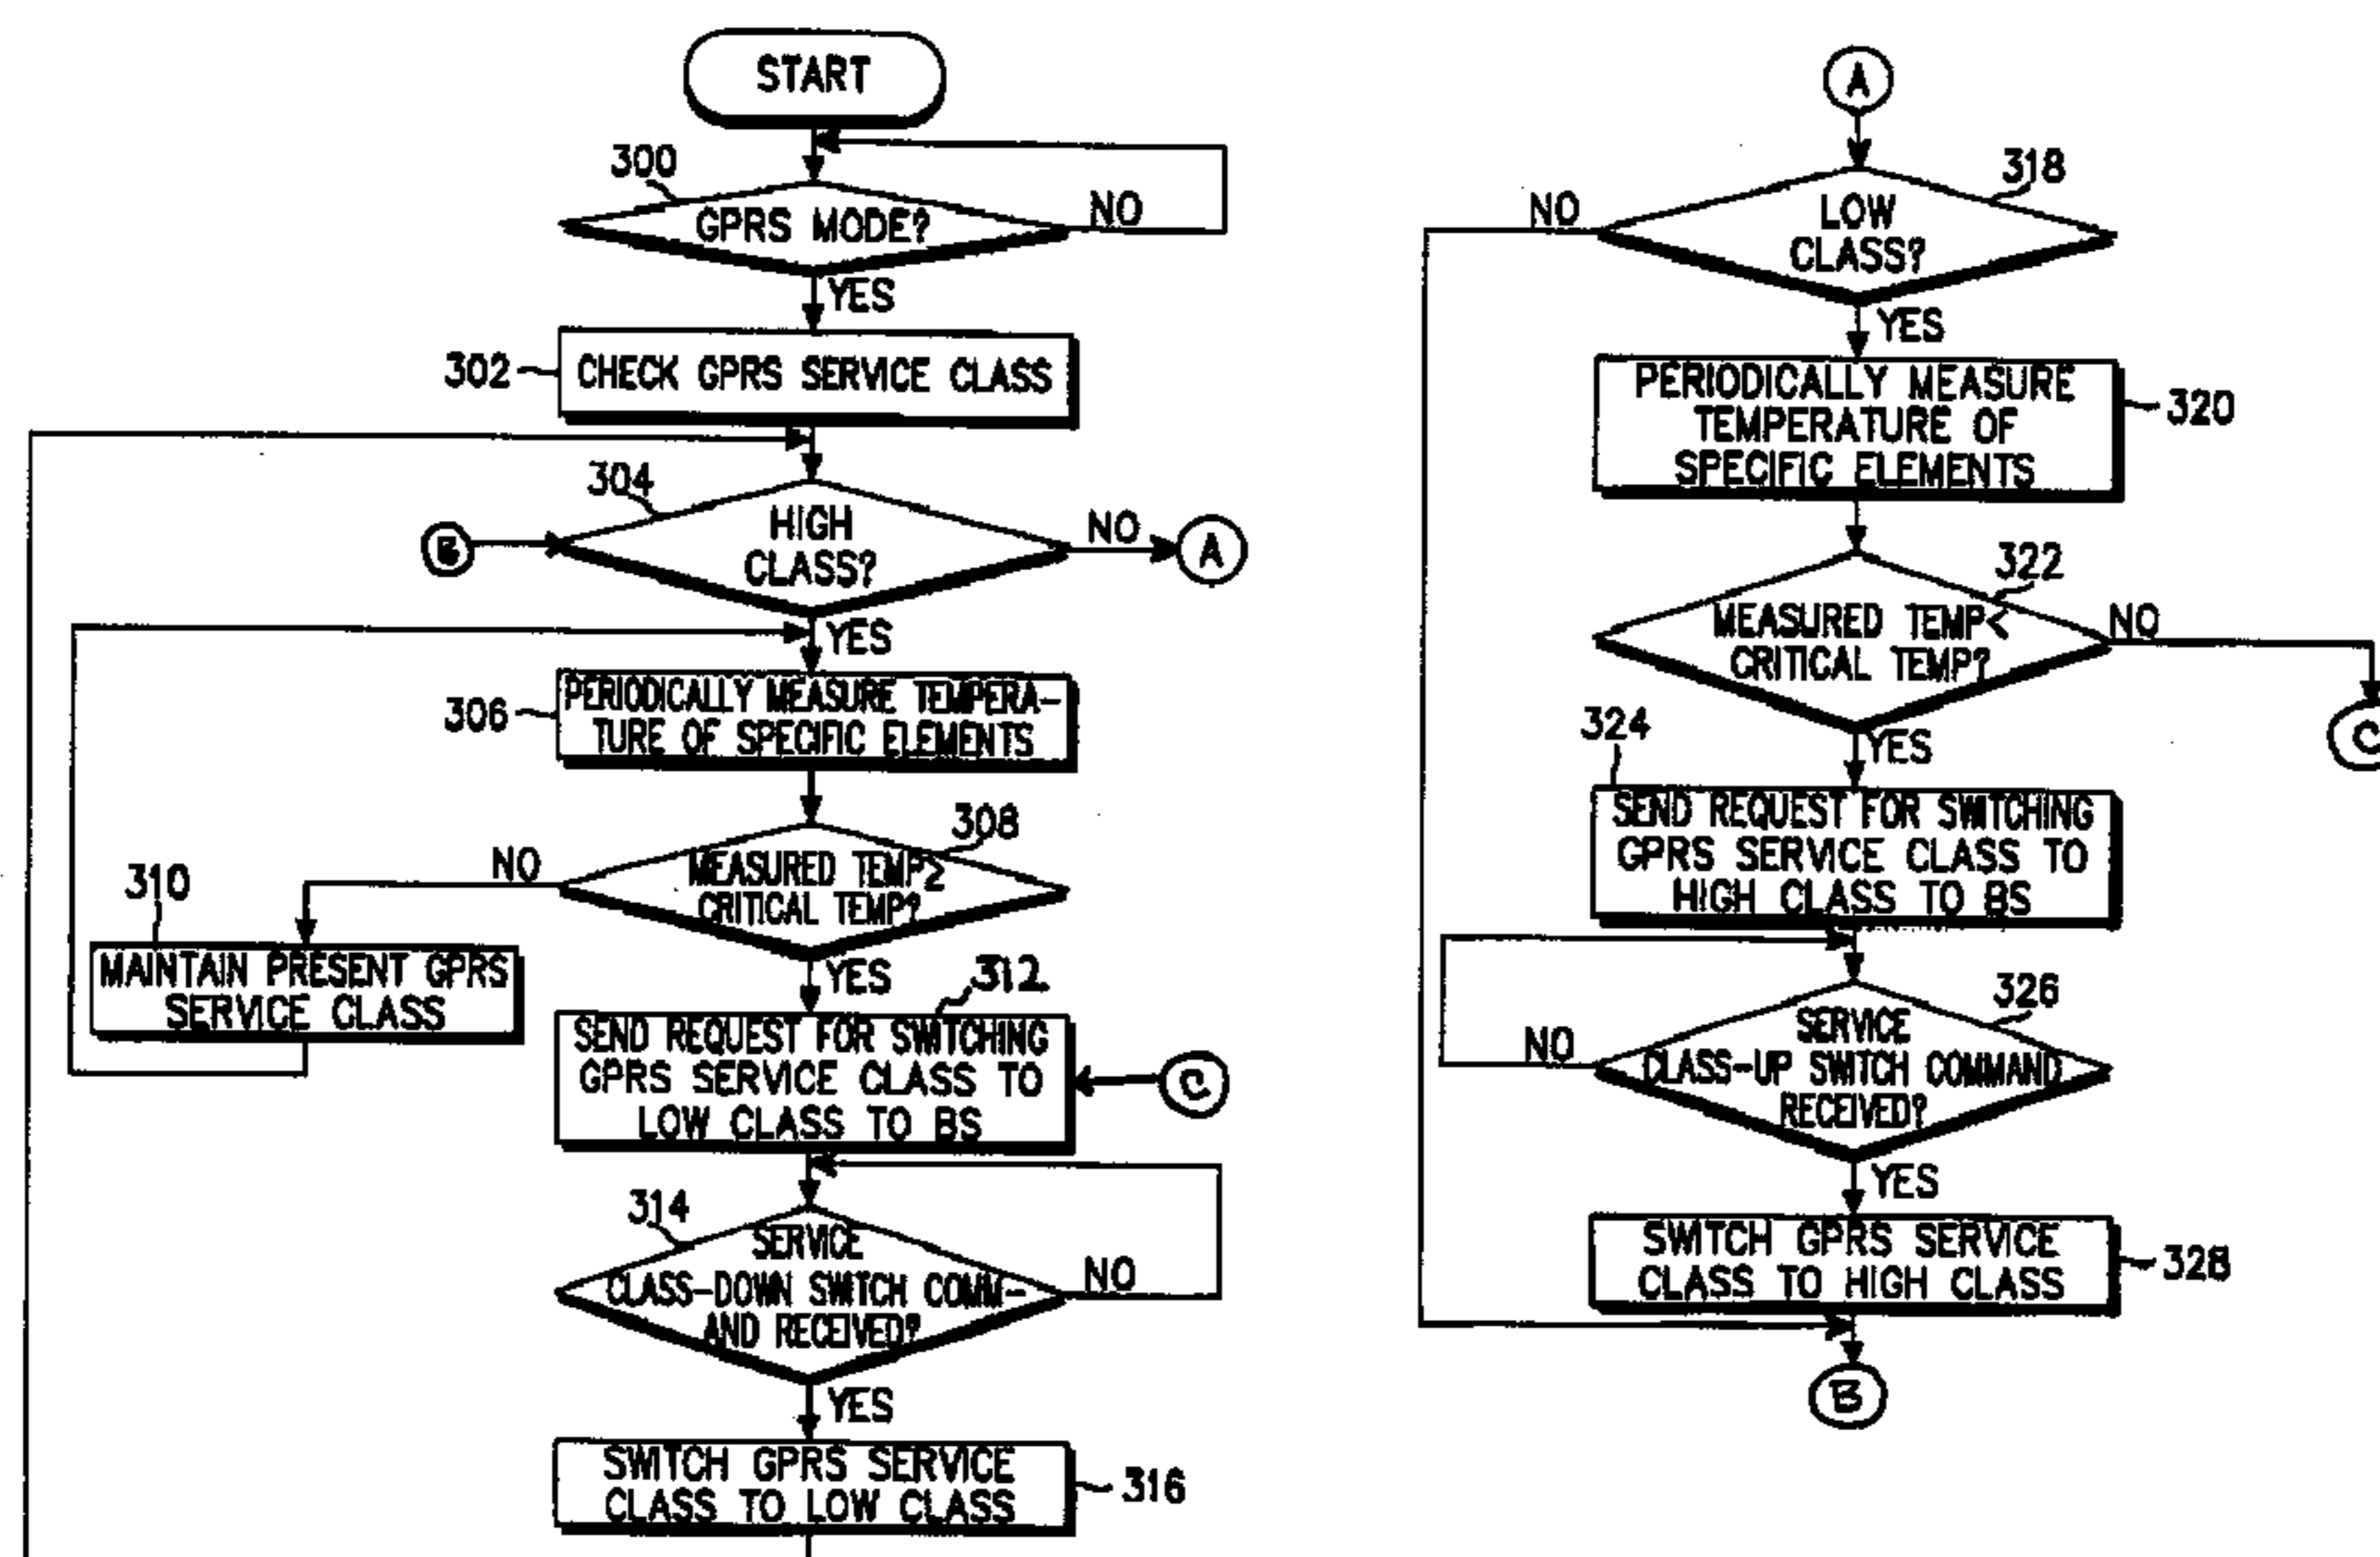 START
300
GPRS MODE?
NO
YES
302
CHECK GPRS SERVICE CLASS
304
HIGH
CLASS?
B
NO
A
YES
306
PERIODICALLY MEASURE TEMPERA-
TURE OF SPECIFIC ELEMENTS
308
MEASURED TEMP≥
CRITICAL TEMP?
NO
310
MAINTAIN PRESENT GPRS
SERVICE CLASS
YES
312
SEND REQUEST FOR SWITCHING
GPRS SERVICE CLASS TO
LOW CLASS TO BS
C
314
SERVICE
CLASS-DOWN SWITCH COMM-
AND RECEIVED?
NO
YES
SWITCH GPRS SERVICE
CLASS TO LOW CLASS
316
A
318
LOW
CLASS?
NO
YES
PERIODICALLY MEASURE
TEMPERATURE OF
SPECIFIC ELEMENTS
320
322
MEASURED TEMP<
CRITICAL TEMP?
NO
C
324
YES
SEND REQUEST FOR SWITCHING
GPRS SERVICE CLASS TO
HIGH CLASS TO BS
326
SERVICE
CLASS-UP SWITCH COMMAND
RECEIVED?
NO
YES
SWITCH GPRS SERVICE
CLASS TO HIGH CLASS
328
B